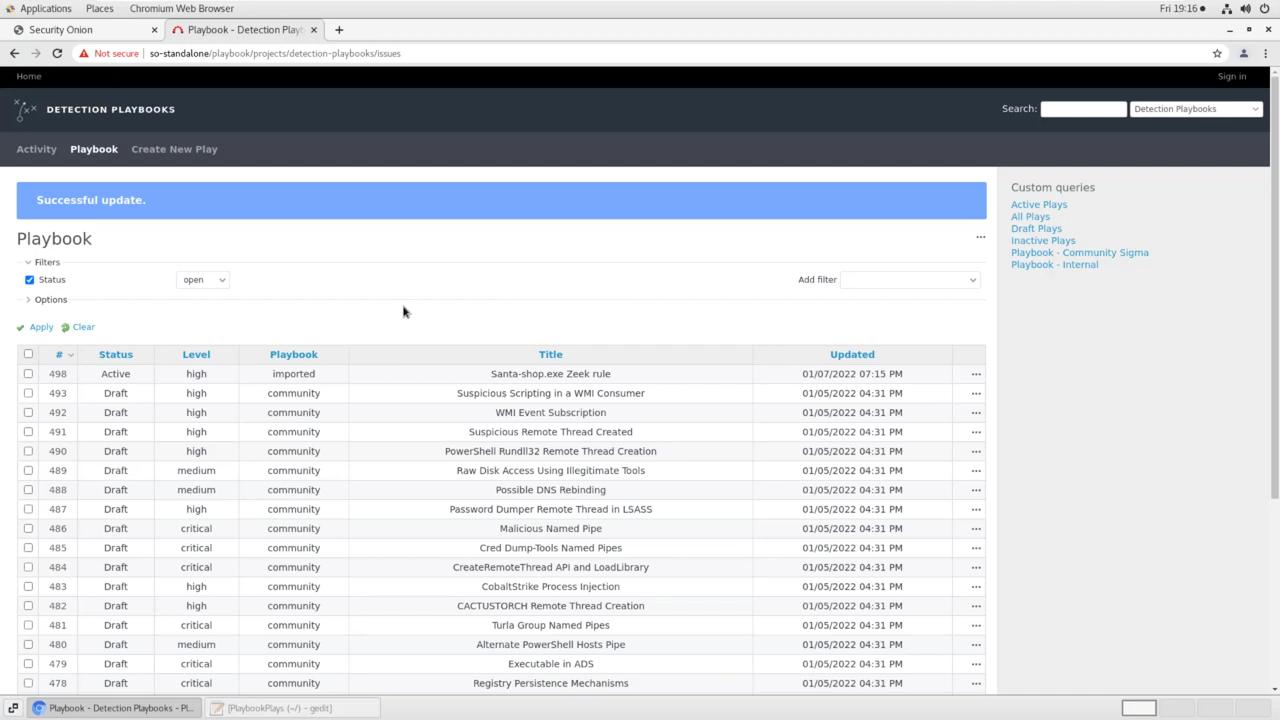 Applications Places Chromium Web Browser Fri 19:16
Security Onion Playbook - Detection Playb
Not secure so-standalone/playbook/projects/detection-playbooks/issues
Home Sign in
DETECTION PLAYBOOKS Search: Detection Playbooks
Activity Playbook Create New Play
Successful update.
Playbook
Filters
Status open Add filter
Options
Apply Clear
# Status Level Playbook Title Updated
498 Active high imported Santa-shop.exe Zeek rule 01/07/2022 07:15 PM
493 Draft high community Suspicious Scripting in a WMI Consumer 01/05/2022 04:31 PM
492 Draft high community WMI Event Subscription 01/05/2022 04:31 PM
491 Draft high community Suspicious Remote Thread Created 01/05/2022 04:31 PM
490 Draft high community PowerShell Rundll32 Remote Thread Creation 01/05/2022 04:31 PM
489 Draft medium community Raw Disk Access Using Illegitimate Tools 01/05/2022 04:31 PM
488 Draft medium community Possible DNS Rebinding 01/05/2022 04:31 PM
487 Draft high community Password Dumper Remote Thread in LSASS 01/05/2022 04:31 PM
486 Draft critical community Malicious Named Pipe 01/05/2022 04:31 PM
485 Draft critical community Cred Dump-Tools Named Pipes 01/05/2022 04:31 PM
484 Draft critical community CreateRemoteThread API and LoadLibrary 01/05/2022 04:31 PM
483 Draft high community CobaltStrike Process Injection 01/05/2022 04:31 PM
482 Draft high community CACTUSTORCH Remote Thread Creation 01/05/2022 04:31 PM
481 Draft critical community Turla Group Named Pipes 01/05/2022 04:31 PM
480 Draft medium community Alternate PowerShell Hosts Pipe 01/05/2022 04:31 PM
479 Draft critical community Executable in ADS 01/05/2022 04:31 PM
478 Draft critical community Registry Persistence Mechanisms 01/05/2022 04:31 PM
Custom queries
Active Plays
All Plays
Draft Plays
Inactive Plays
Playbook - Community Sigma
Playbook - Internal
Playbook - Detection Playbooks - Pl... [PlaybookPlays (~/) - gedit]